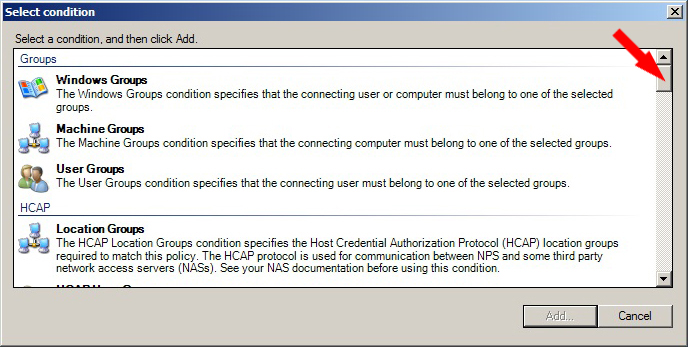 Select condition
Select a condition, and then click Add.
Groups
Windows Groups
The Windows Groups condition specifies that the connecting user or computer must belong to one of the selected
groups.
Machine Groups
The Machine Groups condition specifies that the connecting computer must belong to one of the selected groups.
User Groups
The User Groups condition specifies that the connecting user must belong to one of the selected groups.
HCAP
Location Groups
The HCAP Location Groups condition specifies the Host Credential Authorization Protocol (HCAP) location groups
required to match this policy. The HCAP protocol is used for communication between NPS and some third party
network access servers (NASs). See your NAS documentation before using this condition.
Add...
Cancel